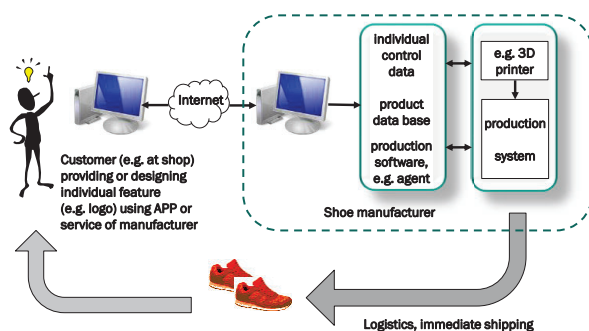 individual
control
data
product
data base
production
software,
e.g. agent
e.g. 3D
printer
production
system
Internet
Customer (e.g. at shop)
providing or designing
individual feature
(e.g. logo) using APP or
service of manufacturer
Shoe manufacturer
Logistics, immediate shipping